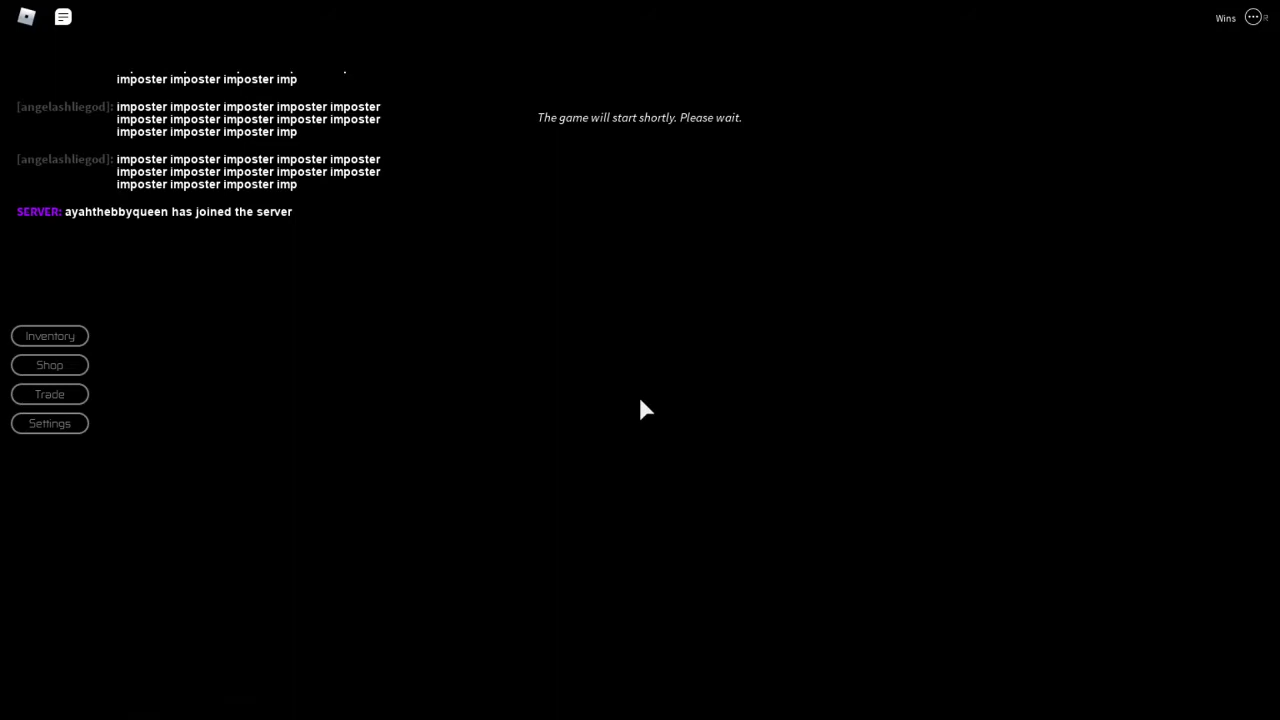 Wins
imposter imposter imposter imp
[angelashliegod]: imposter imposter imposter imposter imposter
imposter imposter imposter imposter imposter
imposter imposter imposter imp
The game will start shortly. Please wait.
[angelashliegod]: imposter imposter imposter imposter imposter
imposter imposter imposter imposter imposter
imposter imposter imposter imp
SERVER: ayahthebbyqueen has joined the server
Inventory
Shop
Trade
Settings